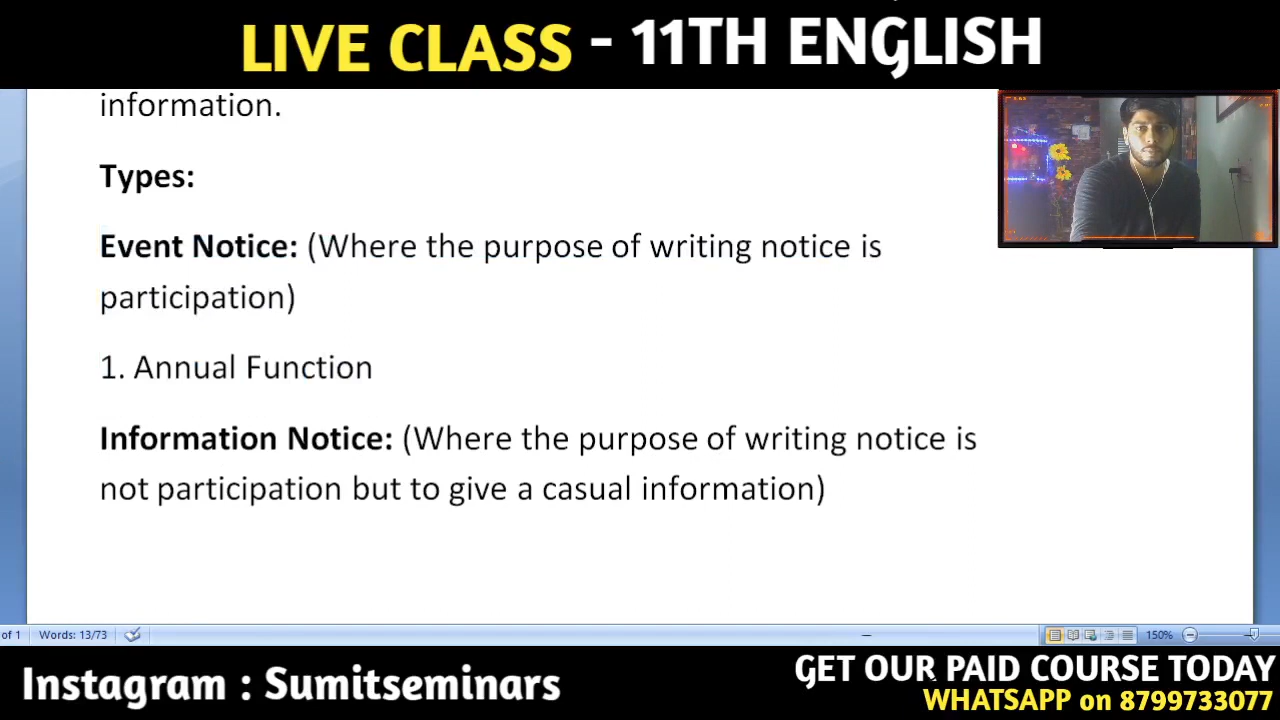 LIVE CLASS - 11TH ENGLISH
information.
Types:
Event Notice: (Where the purpose of writing notice is
participation)
1. Annual Function
Information Notice: (Where the purpose of writing notice is
not participation but to give a casual information)
of 1 Words: 13/73 150%
Instagram : Sumitseminars
GET OUR PAID COURSE TODAY
WHATSAPP on 8799733077